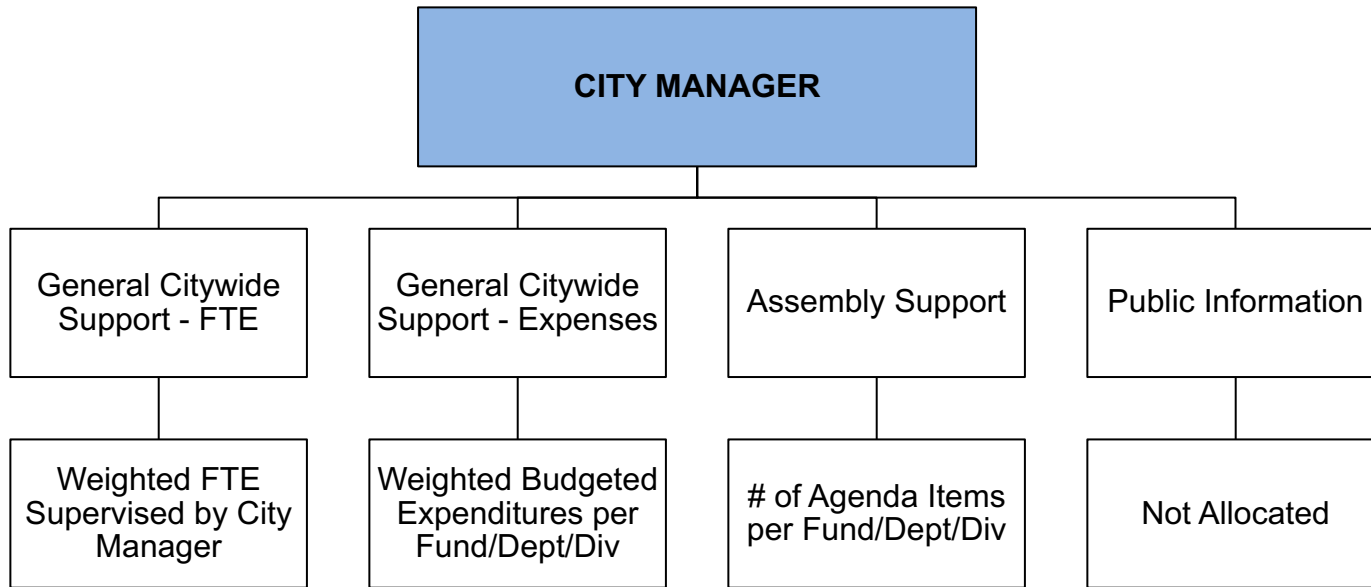 CITY MANAGER
General Citywide
Support - FTE
General Citywide
Support - Expenses
Assembly Support
Public Information
Weighted FTE
Supervised by City
Manager
Weighted Budgeted
Expenditures per
Fund/Dept/Div
# of Agenda Items
per Fund/Dept/Div
Not Allocated